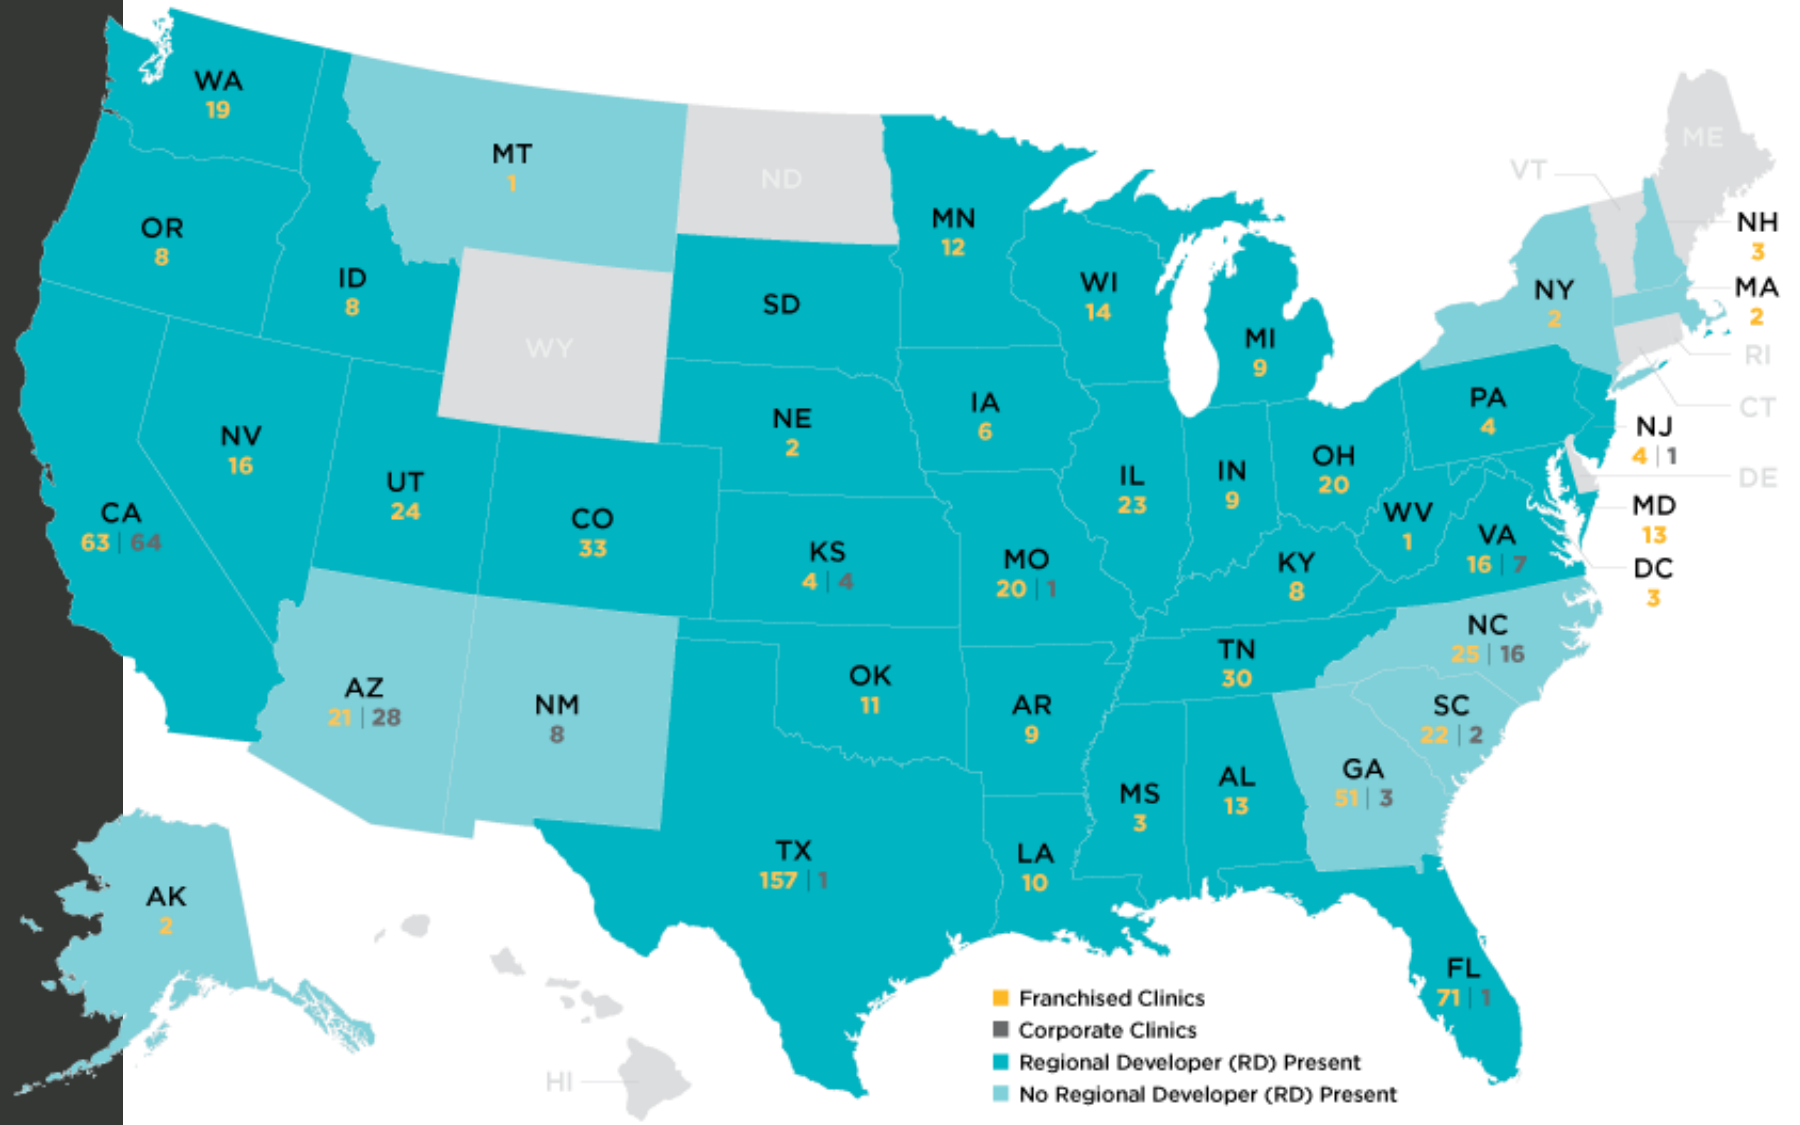 WA
19
MT
1
ND
VT
ME
OR
8
ID
8
MN
12
NH
3
WI
14
NY
2
MA
2
SD
WY
MI
9
RI
NV
16
UT
24
NE
2
IA
6
PA
4
CT
NJ
4 | 1
CA
63 | 64
CO
33
IL
23
IN
9
OH
20
DE
WV
1
VA
16 | 7
MD
13
KS
4 | 4
MO
20 | 1
KY
8
DC
3
AZ
21 | 28
NM
8
OK
11
AR
9
TN
30
NC
25 | 16
SC
22 | 2
MS
3
AL
13
GA
51 | 3
TX
157 | 1
LA
10
AK
2
FL
71 | 1
HI
Franchised Clinics
Corporate Clinics
Regional Developer (RD) Present
No Regional Developer (RD) Present